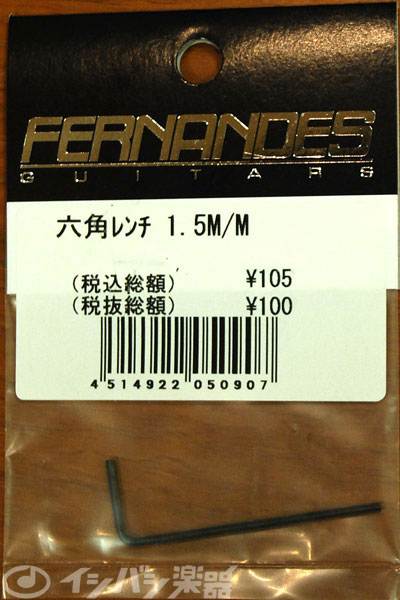 FERNANDES
GUITARS
六角レンチ 1.5M/M
(税込総額) ¥105
(税抜総額) ¥100
4 514922 050907
イシバシ楽器